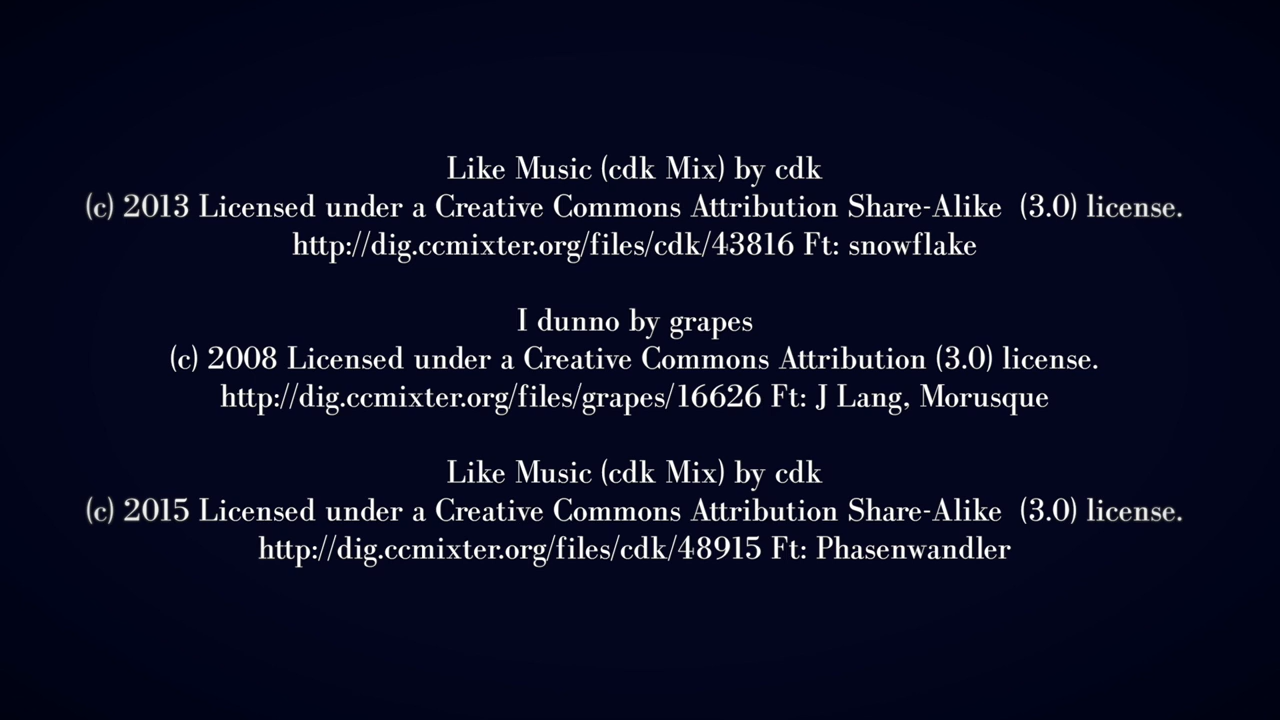 Like Music (cdk Mix) by cdk
(c) 2013 Licensed under a Creative Commons Attribution Share-Alike  (3.0) license.
http://dig.ccmixter.org/files/cdk/43816 Ft: snowflake
I dunno by grapes
(c) 2008 Licensed under a Creative Commons Attribution (3.0) license.
http://dig.ccmixter.org/files/grapes/16626 Ft: J Lang, Morusque
Like Music (cdk Mix) by cdk
(c) 2015 Licensed under a Creative Commons Attribution Share-Alike  (3.0) license.
http://dig.ccmixter.org/files/cdk/48915 Ft: Phasenwandler